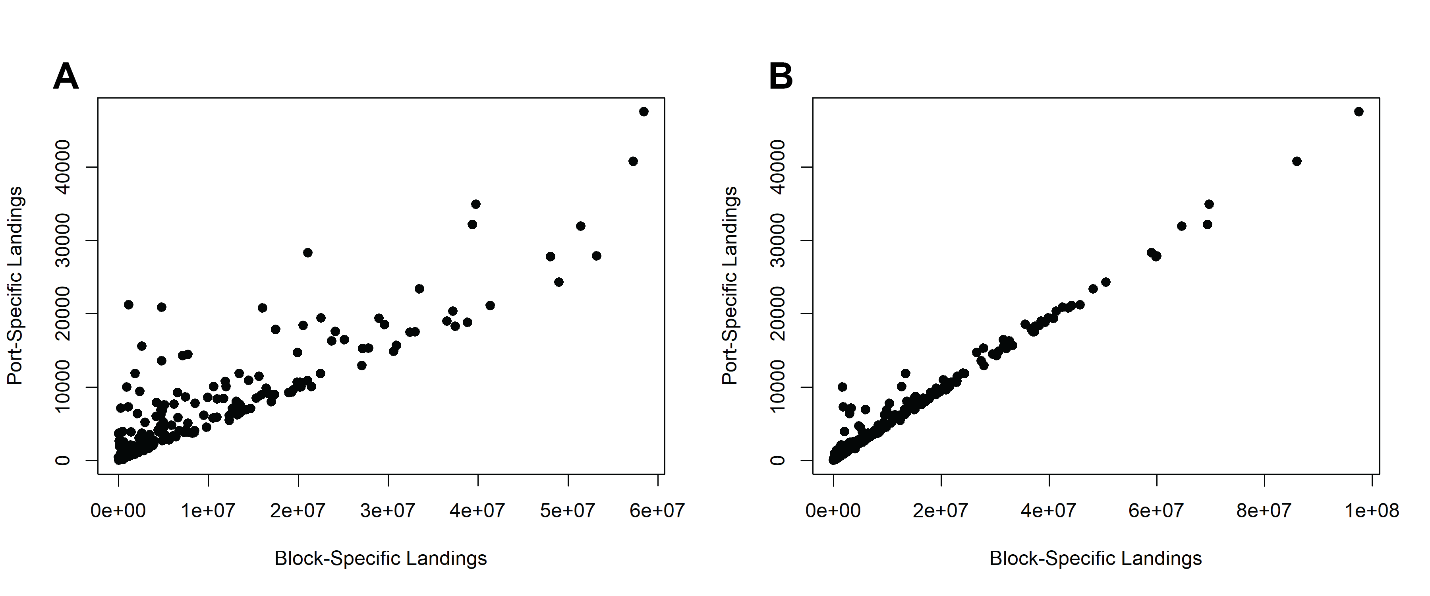 A
Port-Specific Landings
0 10000 20000 30000 40000
0e+00 1e+07 2e+07 3e+07 4e+07 5e+07 6e+07
Block-Specific Landings
B
Port-Specific Landings
0 10000 20000 30000 40000
0e+00 2e+07 4e+07 6e+07 8e+07 1e+08
Block-Specific Landings